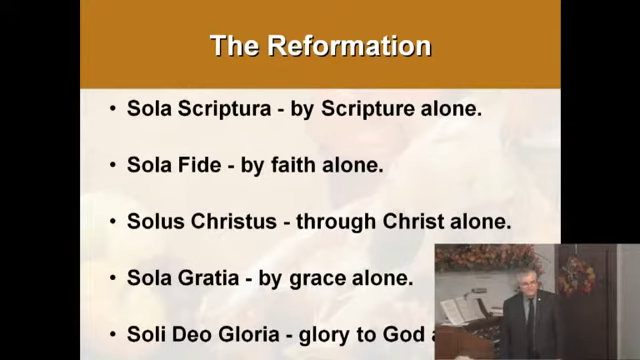 The Reformation
• Sola Scriptura - by Scripture alone.
• Sola Fide - by faith alone.
• Solus Christus - through Christ alone.
• Sola Gratia - by grace alone.
• Soli Deo Gloria - glory to God